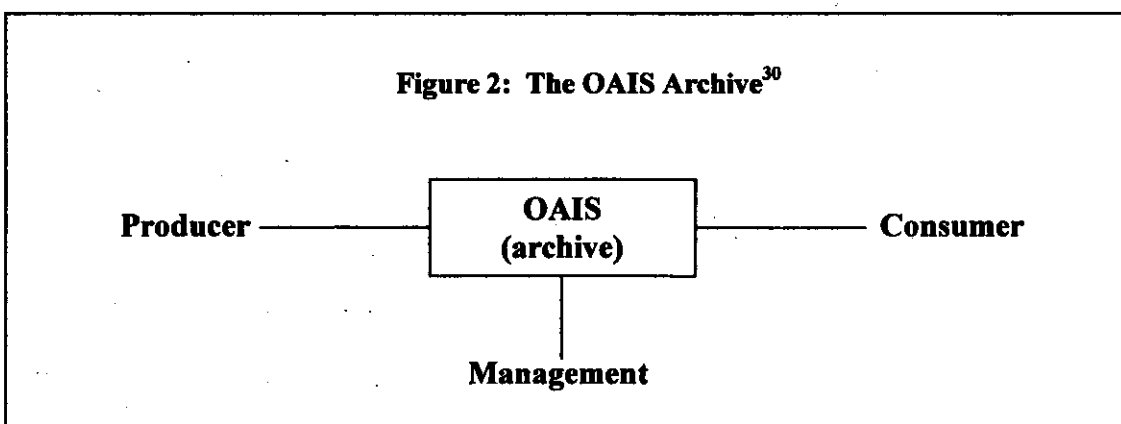 Figure 2: The OAIS Archive30
Producer
OAIS
(archive)
Consumer
Management